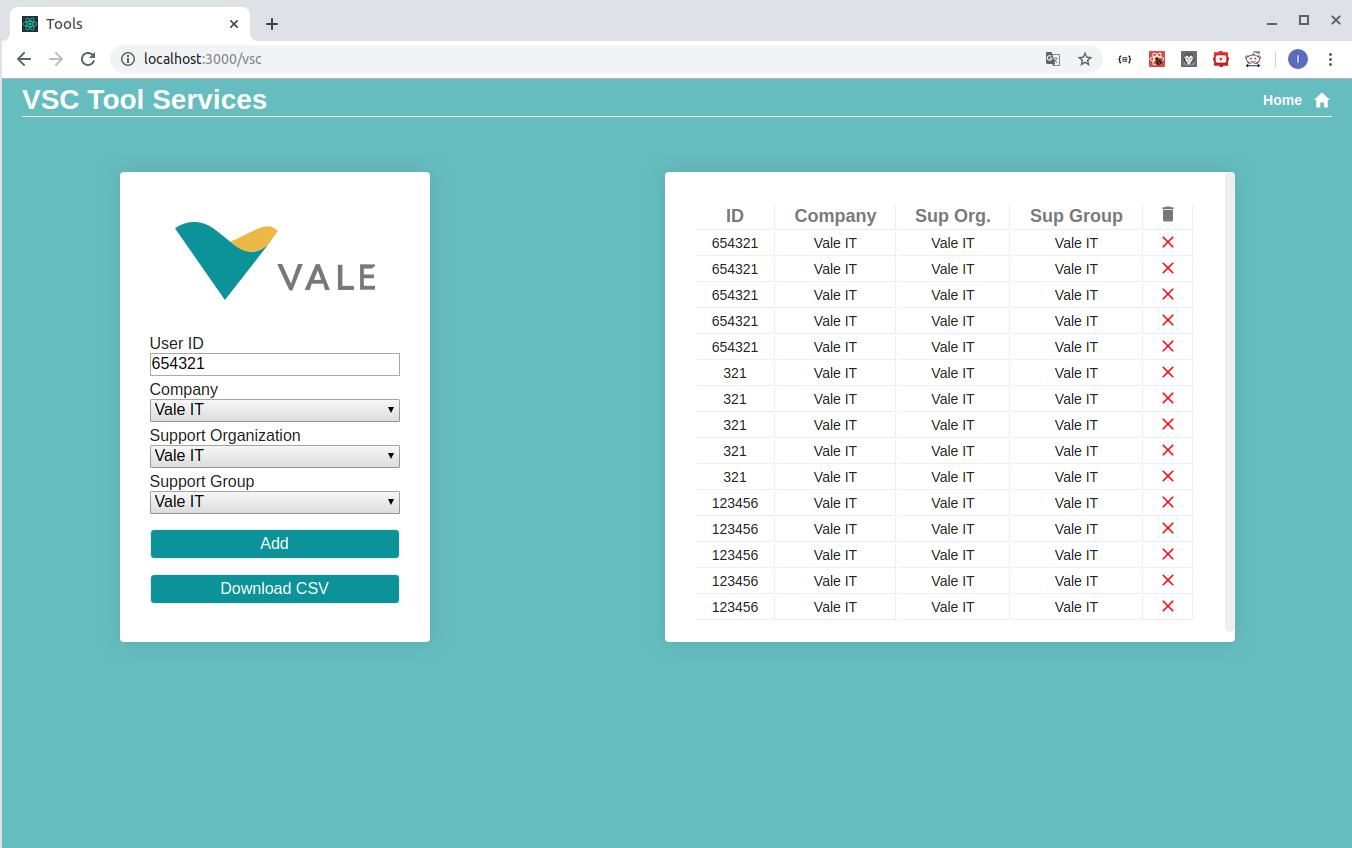 Tools
localhost:3000/vsc
VSC Tool Services
Home
VALE
User ID
654321
Company
Vale IT
Support Organization
Vale IT
Support Group
Vale IT
Add
Download CSV
ID Company Sup Org. Sup Group
654321 Vale IT Vale IT Vale IT
654321 Vale IT Vale IT Vale IT
654321 Vale IT Vale IT Vale IT
654321 Vale IT Vale IT Vale IT
654321 Vale IT Vale IT Vale IT
321 Vale IT Vale IT Vale IT
321 Vale IT Vale IT Vale IT
321 Vale IT Vale IT Vale IT
321 Vale IT Vale IT Vale IT
321 Vale IT Vale IT Vale IT
123456 Vale IT Vale IT Vale IT
123456 Vale IT Vale IT Vale IT
123456 Vale IT Vale IT Vale IT
123456 Vale IT Vale IT Vale IT
123456 Vale IT Vale IT Vale IT